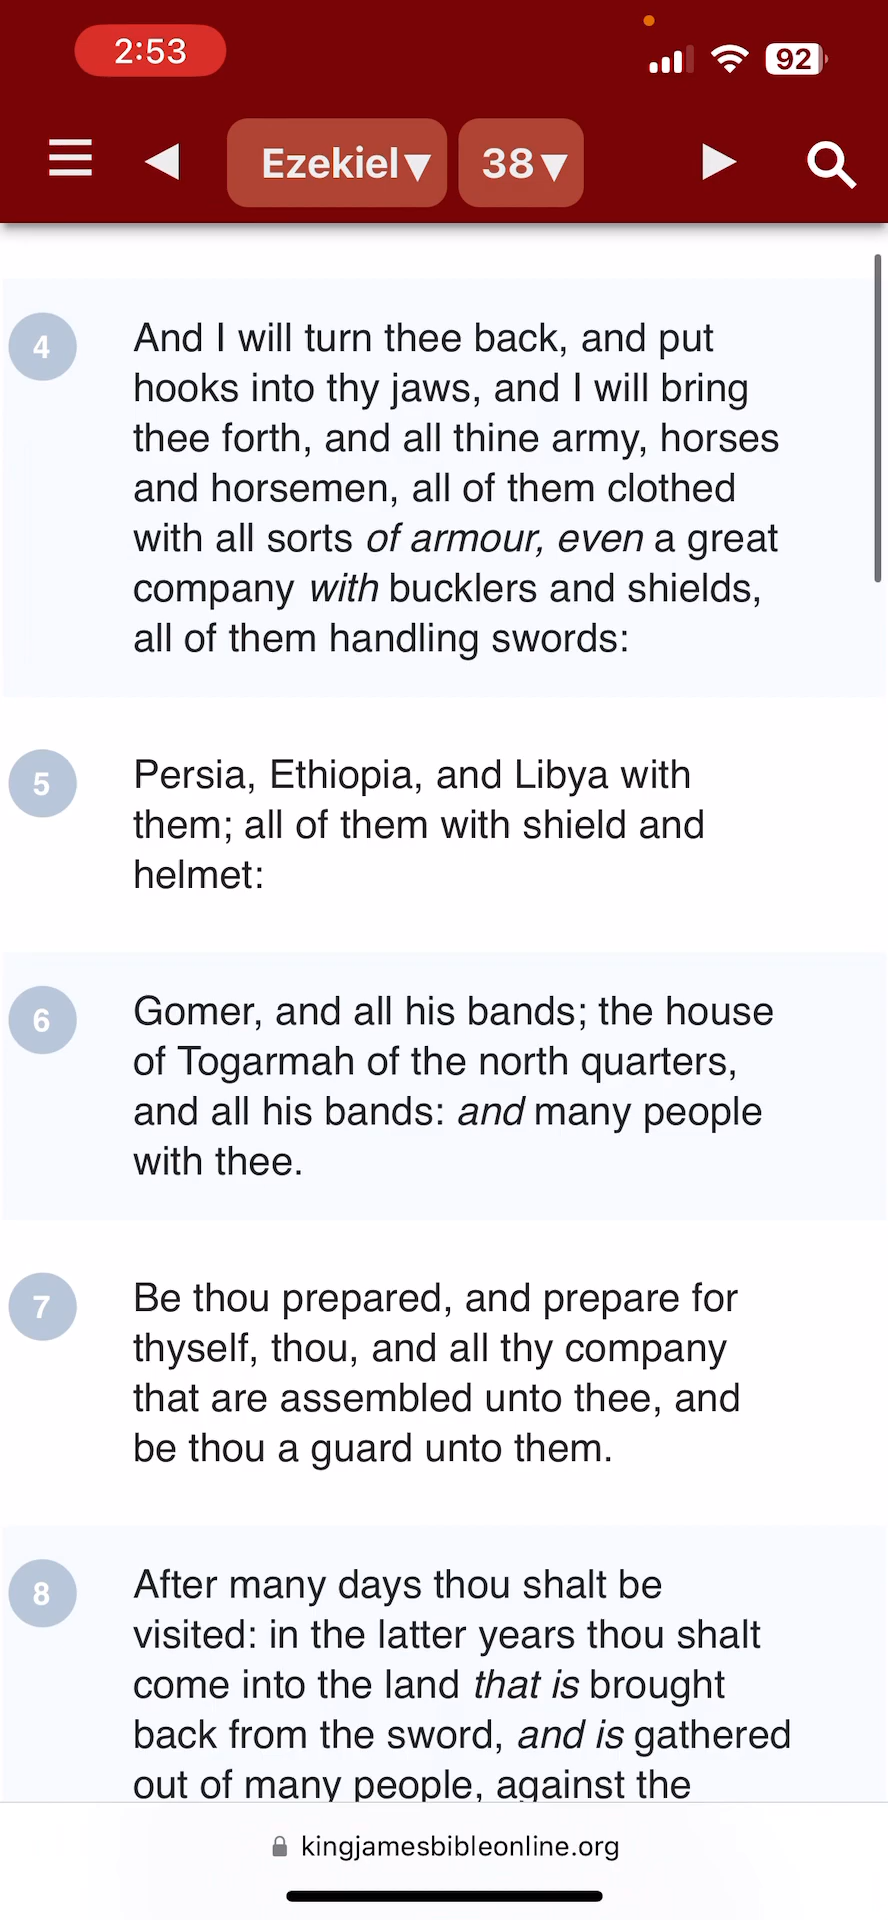 2:53
92
Ezekiel▼ 38▼
4
And I will turn thee back, and put
hooks into thy jaws, and I will bring
thee forth, and all thine army, horses
and horsemen, all of them clothed
with all sorts of armour, even a great
company with bucklers and shields,
all of them handling swords:
5
Persia, Ethiopia, and Libya with
them; all of them with shield and
helmet:
6
Gomer, and all his bands; the house
of Togarmah of the north quarters,
and all his bands: and many people
with thee.
7
Be thou prepared, and prepare for
thyself, thou, and all thy company
that are assembled unto thee, and
be thou a guard unto them.
8
After many days thou shalt be
visited: in the latter years thou shalt
come into the land that is brought
back from the sword, and is gathered
out of many people, against the
kingjamesbibleonline.org